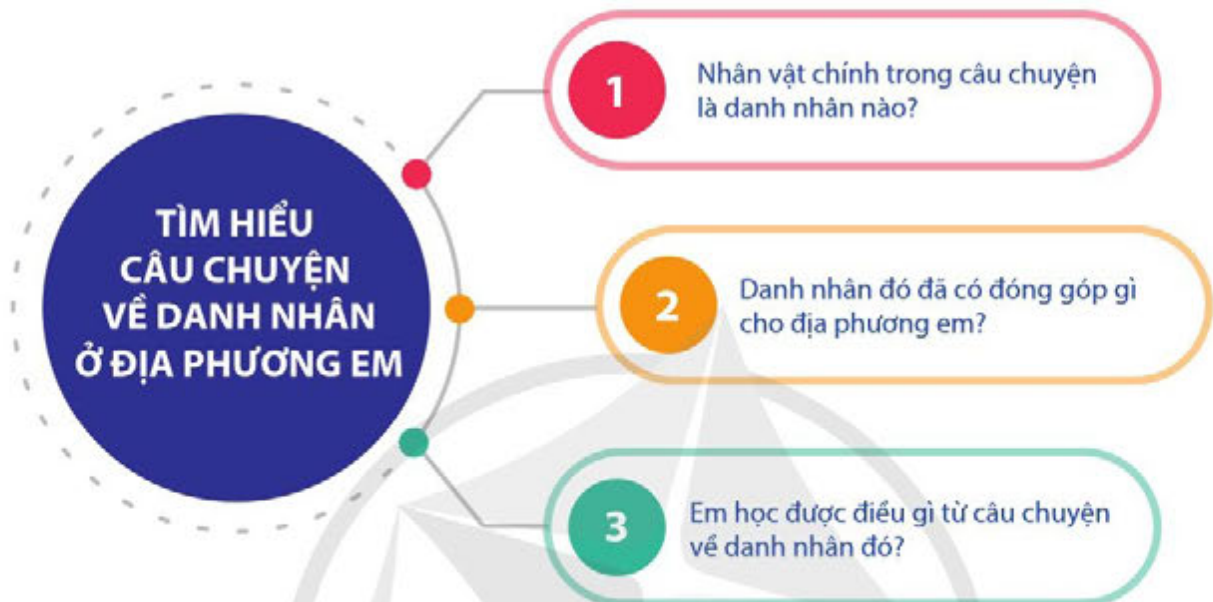 TÌM HIỂU
CÂU CHUYỆN
VỀ DANH NHÂN
Ở ĐỊA PHƯƠNG EM
1
Nhân vật chính trong câu chuyện
là danh nhân nào?
2
Danh nhân đó đã có đóng góp gì
cho địa phương em?
3
Em học được điều gì từ câu chuyện
về danh nhân đó?